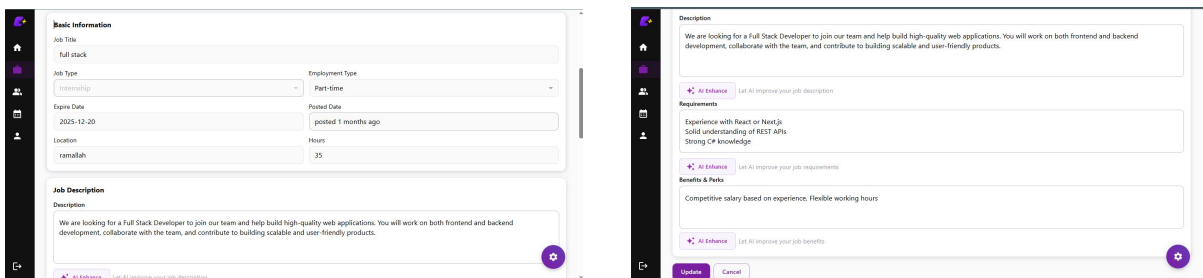 Basic Information
Job Title
full stack
Job Type
Employment Type
Internship
Part-time
Expire Date
Posted Date
2025-12-20
posted 1 months ago
Location
Hours
ramallah
35
Job Description
Description
We are looking for a Full Stack Developer to join our team and help build high-quality web applications. You will work on both frontend and backend
development, collaborate with the team, and contribute to building scalable and user-friendly products.
AI Enhance Let AI improve your job description
Description
We are looking for a Full Stack Developer to join our team and help build high-quality web applications. You will work on both frontend and backend
development, collaborate with the team, and contribute to building scalable and user-friendly products.
AI Enhance Let AI improve your job description
Requirements
Experience with React or Next.js
Solid understanding of REST APIs
Strong C# knowledge
AI Enhance Let AI improve your job requirements
Benefits & Perks
Competitive salary based on experience, Flexible working hours
AI Enhance Let AI improve your job benefits
Update Cancel